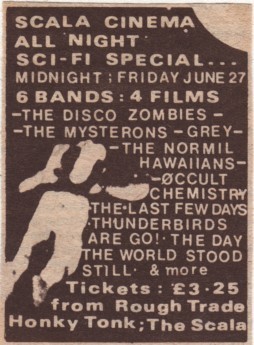 SCALA CINEMA
ALL NIGHT
SCI-FI SPECIAL...
MIDNIGHT; FRIDAY JUNE 27
6 BANDS: 4 FILMS
-THE DISCO ZOMBIES-
-THE MYSTERONS-GREY-
-THE NORMIL
HAWAIIANS-
-ØCCULT
CHEMISTRY
·THE·LAST FEW DAYS
·THUNDERBIRDS
ARE GO!· THE DAY
THE WORLD STOOD
STILL· & more
Tickets: £3·25
from Rough Trade
Honky Tonk; The Scala